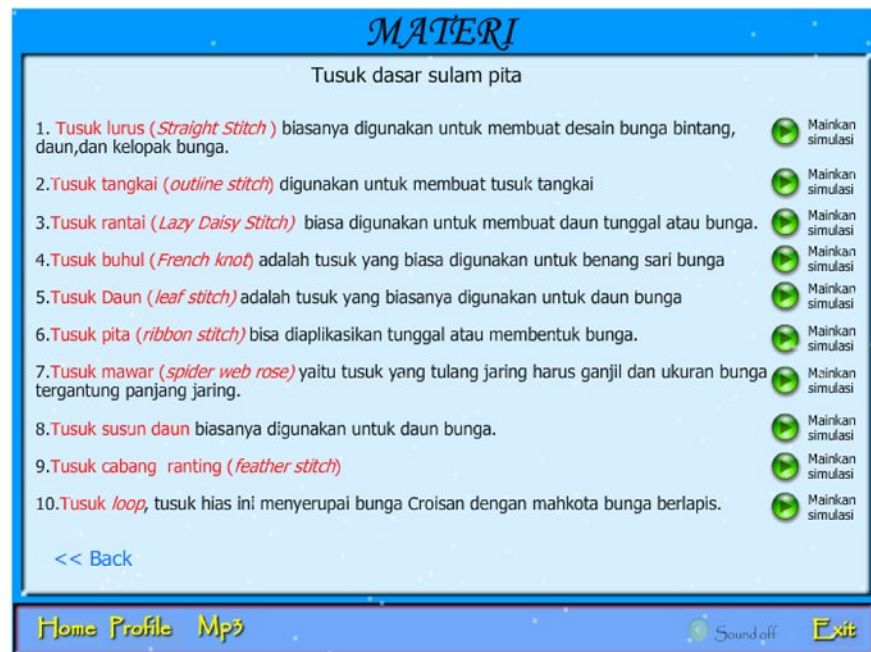 MATERI
Tusuk dasar sulam pita
1. Tusuk lurus (Straight Stitch ) biasanya digunakan untuk membuat desain bunga bintang,
daun,dan kelopak bunga.
Mainkan
simulasi
2.Tusuk tangkai (outline stitch) digunakan untuk membuat tusuk tangkai
Mainkan
simulasi
3.Tusuk rantai (Lazy Daisy Stitch) biasa digunakan untuk membuat daun tunggal atau bunga.
Mainkan
simulasi
4.Tusuk buhul (French knot) adalah tusuk yang biasa digunakan untuk benang sari bunga
Mainkan
simulasi
5.Tusuk Daun (leaf stitch) adalah tusuk yang biasanya digunakan untuk daun bunga
Mainkan
simulasi
6.Tusuk pita (ribbon stitch) bisa diaplikasikan tunggal atau membentuk bunga.
Mainkan
simulasi
7.Tusuk mawar (spider web rose) yaitu tusuk yang tulang jaring harus ganjil dan ukuran bunga
tergantung panjang jaring.
Mainkan
simulasi
8.Tusuk susun daun biasanya digunakan untuk daun bunga.
Mainkan
simulasi
9.Tusuk cabang ranting (feather stitch)
Mainkan
simulasi
10.Tusuk loop, tusuk hias ini menyerupai bunga Croisan dengan mahkota bunga berlapis.
Mainkan
simulasi
<< Back
Home Profile Mp3
Sound off
Exit